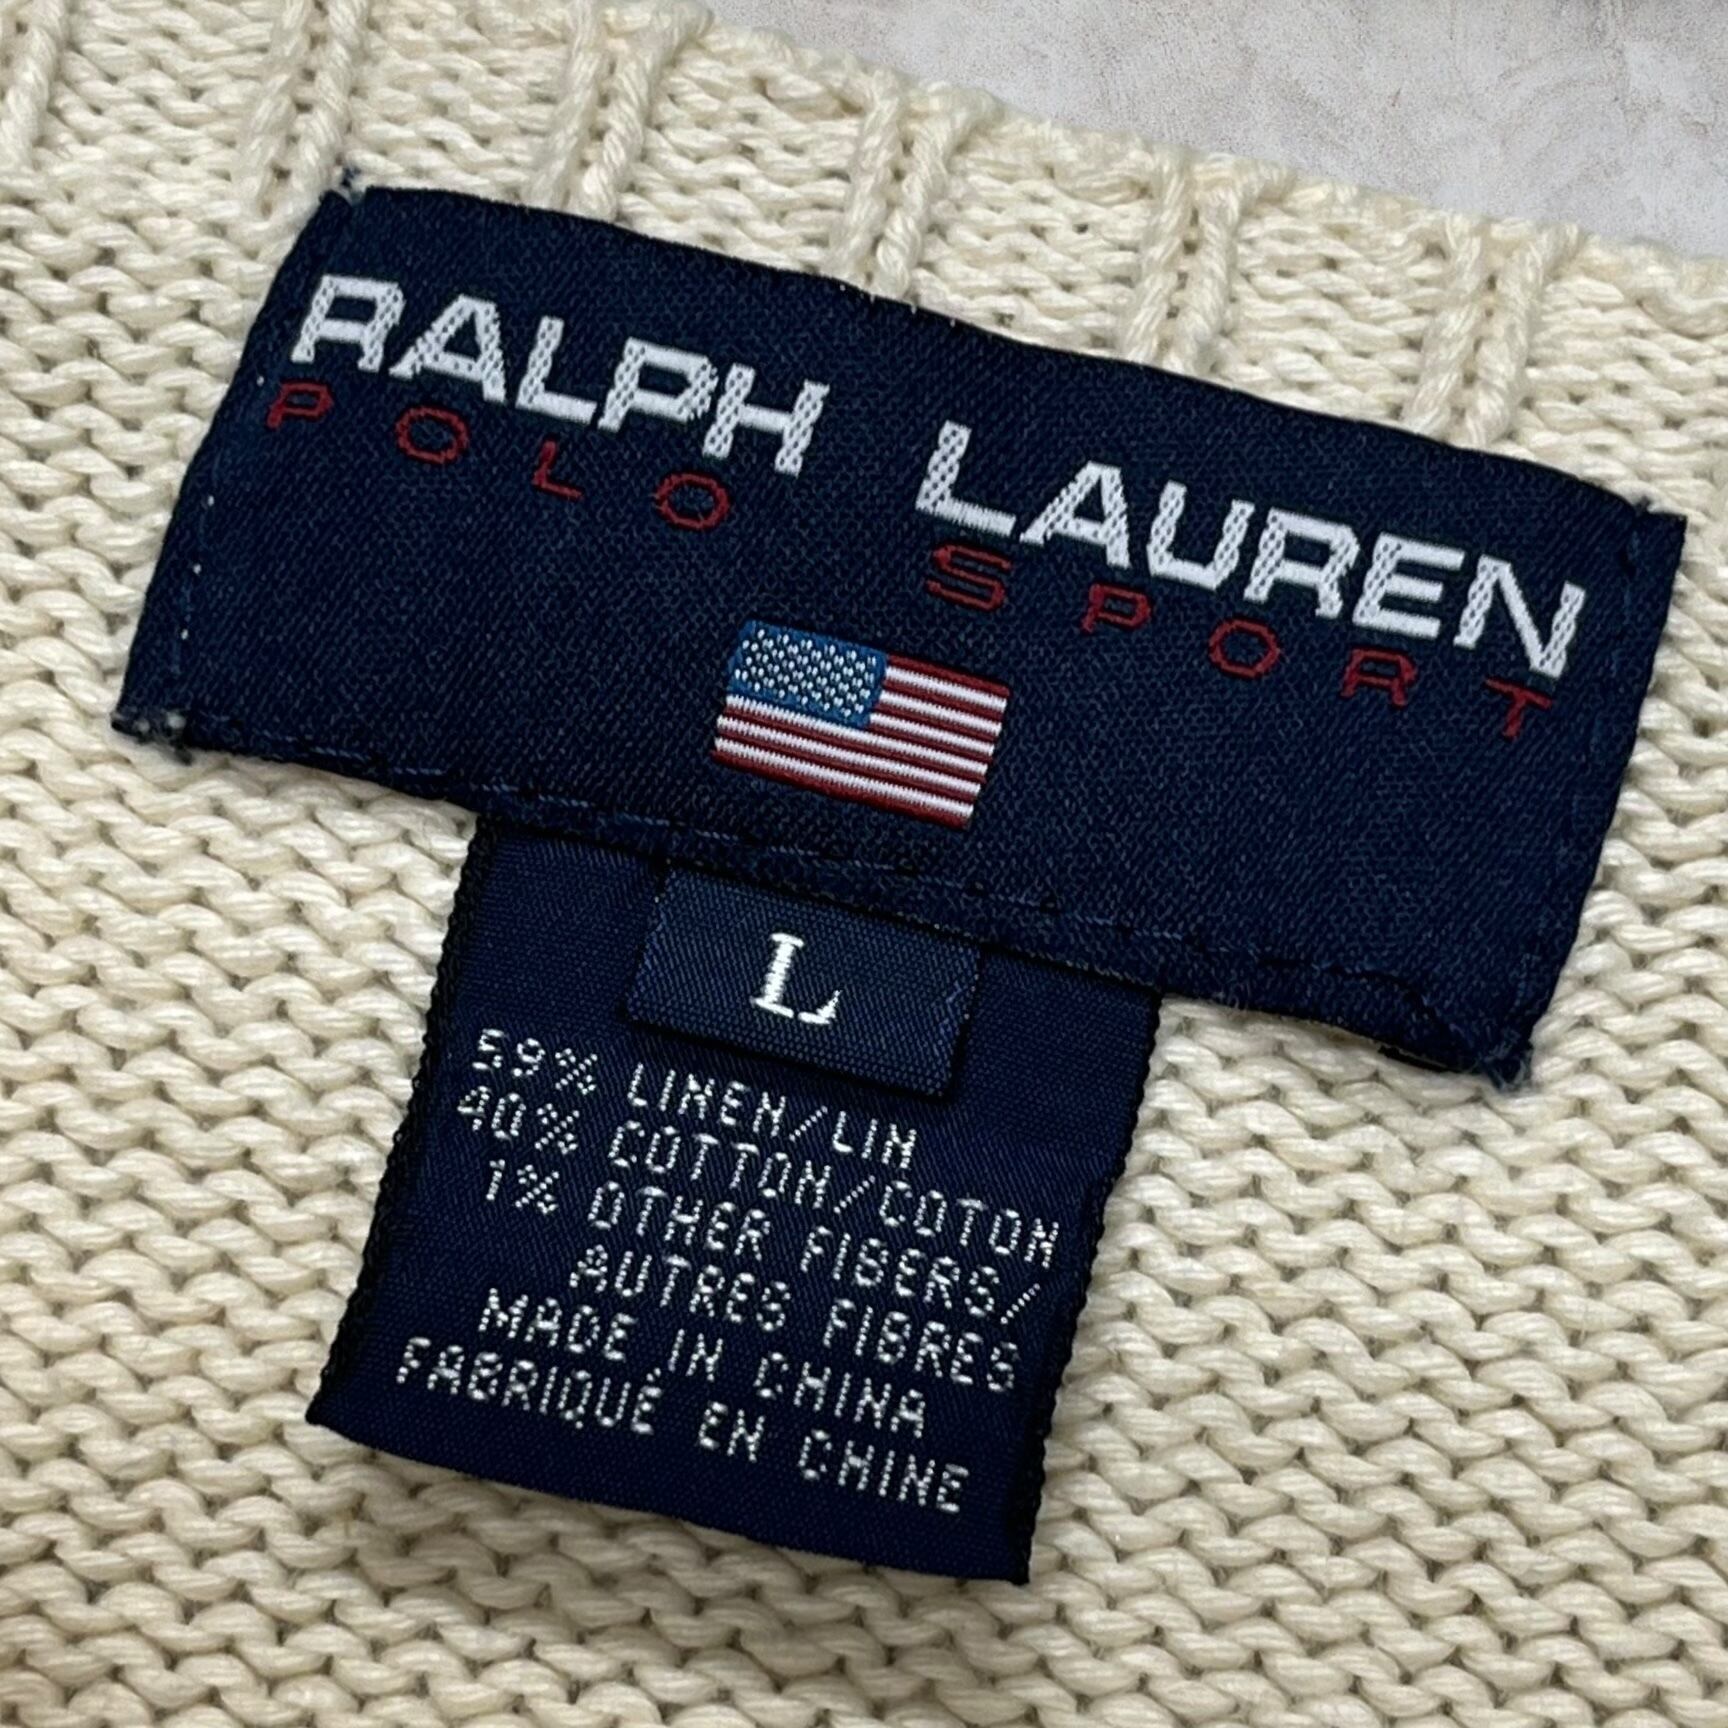 RALPH LAUREN
POLO SPORT
L
59% LINEN/LIN
40% COTTON/COTON
1% OTHER FIBERS/
AUTRES FIBRES
MADE IN CHINA
FABRIQUÉ EN CHINE